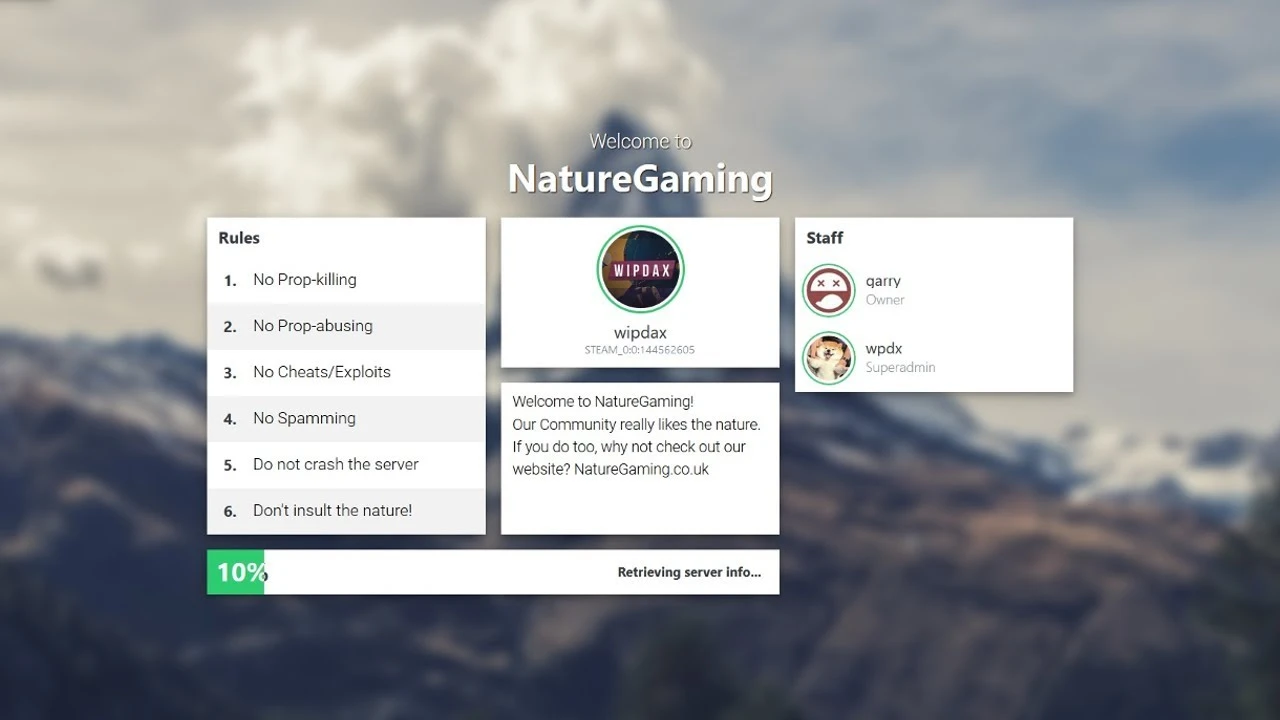 Welcome to
NatureGaming
Rules
1. No Prop-killing
2. No Prop-abusing
3. No Cheats/Exploits
4. No Spamming
5. Do not crash the server
6. Don't insult the nature!
WIPDAX
wipdax
STEAM_0:0:144562605
Welcome to NatureGaming!
Our Community really likes the nature.
If you do too, why not check out our
website? NatureGaming.co.uk
Staff
garry
Owner
wpdx
Superadmin
10%
Retrieving server info...